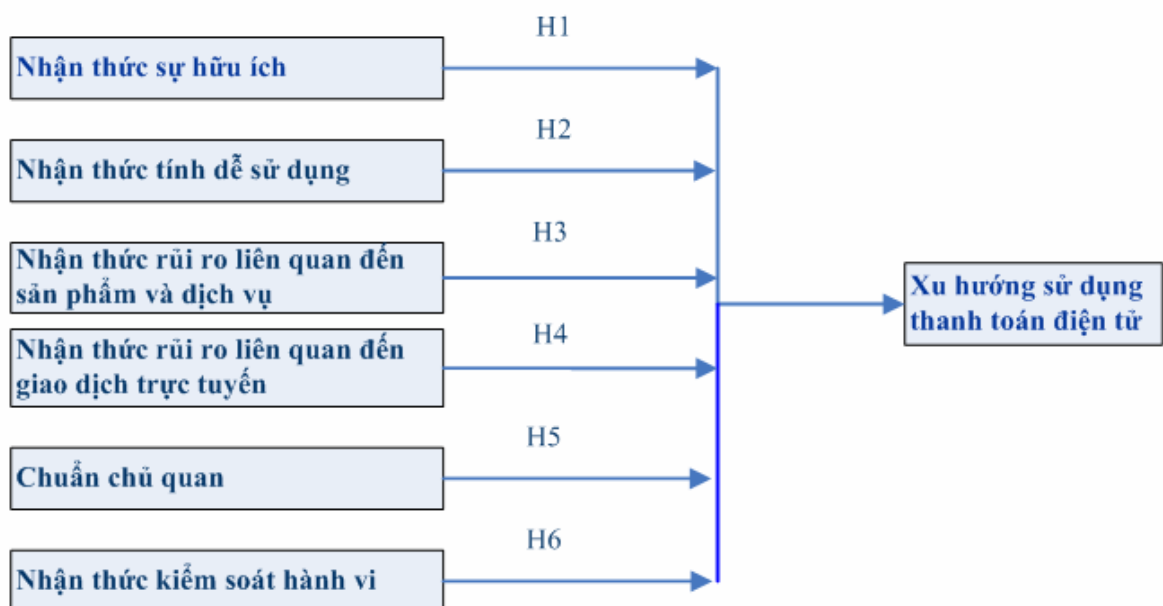 H1
Nhận thức sự hữu ích
H2
Nhận thức tính dễ sử dụng
H3
Nhận thức rủi ro liên quan đến
sản phẩm và dịch vụ
H4
Nhận thức rủi ro liên quan đến
giao dịch trực tuyến
H5
Chuẩn chủ quan
H6
Nhận thức kiểm soát hành vi
Xu hướng sử dụng
thanh toán điện tử